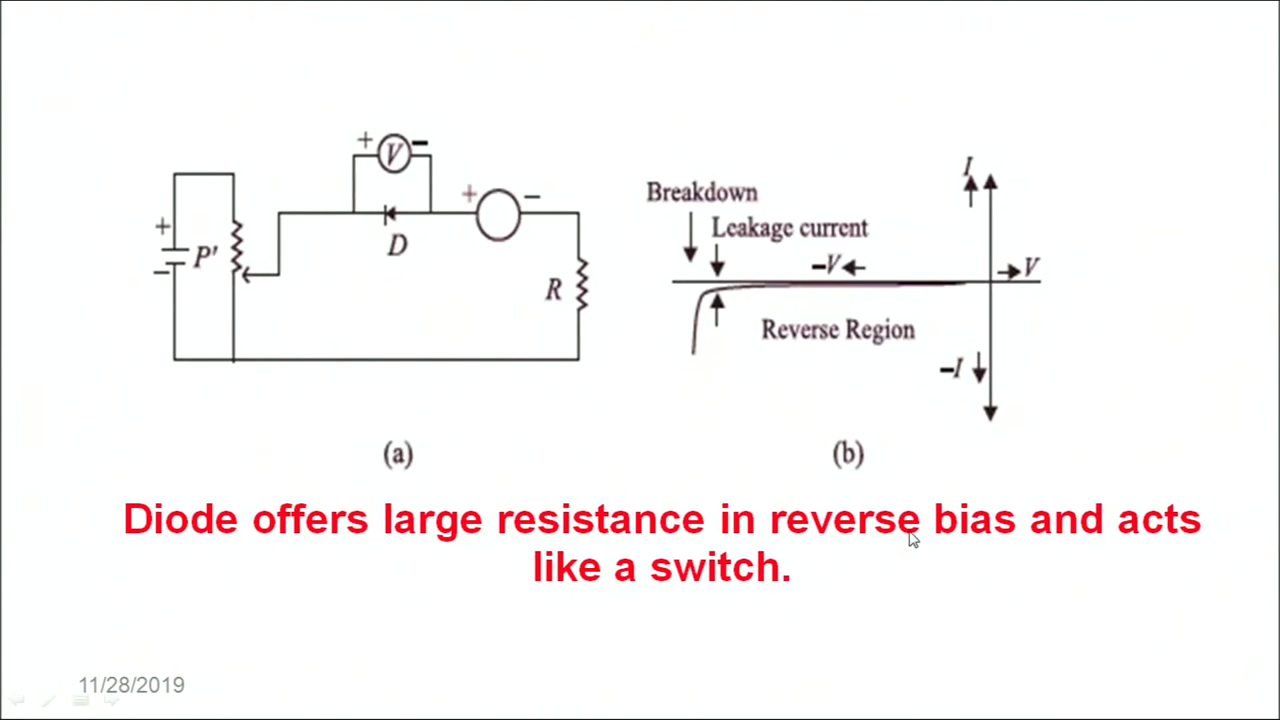 + V −
+ −
+
P'
−
D
R
(a)
I
Breakdown
Leakage current
−V
V
Reverse Region
−I
(b)
Diode offers large resistance in reverse bias and acts
like a switch.
11/28/2019